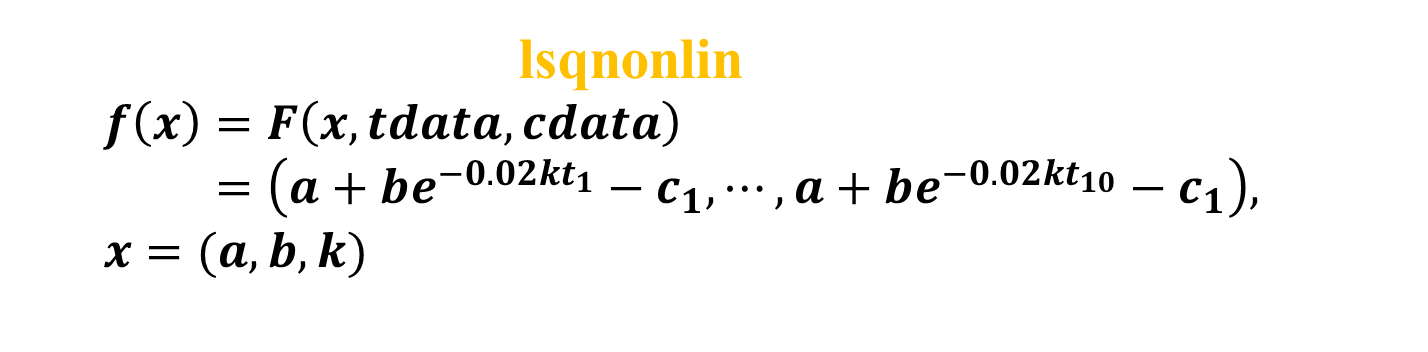 lsqnonlin
f(x) = F(x, tdata, cdata)
= (a + be^{-0.02kt_1} − c_1, ⋯, a + be^{-0.02kt_{10}} − c_1),
x = (a, b, k)